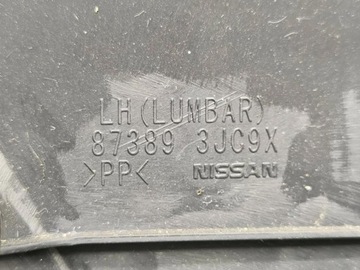 LH(LUMBAR)
87389 3JC9X
>PP< NISSAN